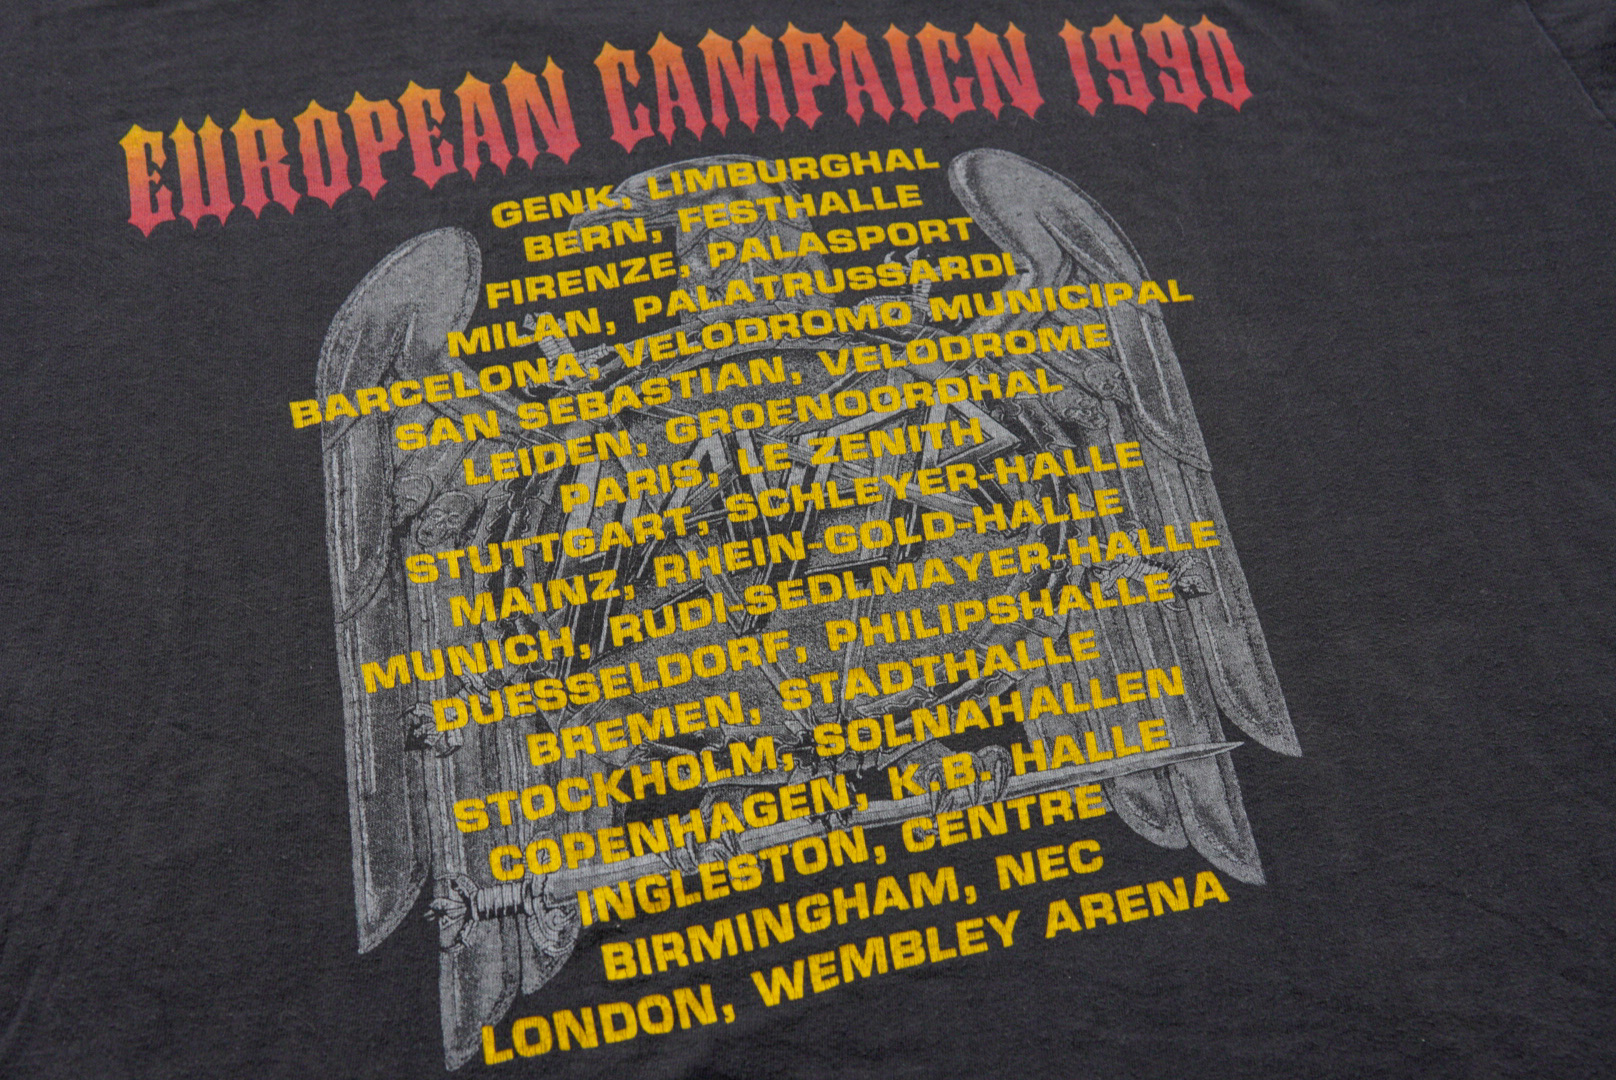 EUROPEAN CAMPAIGN 1990
GENK, LIMBURGHAL
BERN, FESTHALLE
FIRENZE, PALASPORT
MILAN, PALATRUSSARDI
BARCELONA, VELODROMO MUNICIPAL
SAN SEBASTIAN, VELODROME
LEIDEN, GROENOORDHAL
PARIS, LE ZENITH
STUTTGART, SCHLEYER-HALLE
MAINZ, RHEIN-GOLD-HALLE
MUNICH, RUDI-SEDLMAYER-HALLE
DUESSELDORF, PHILIPSHALLE
BREMEN, STADTHALLE
STOCKHOLM, SOLNAHALLEN
COPENHAGEN, K.B. HALLE
INGLESTON, CENTRE
BIRMINGHAM, NEC
LONDON, WEMBLEY ARENA
SLAYER